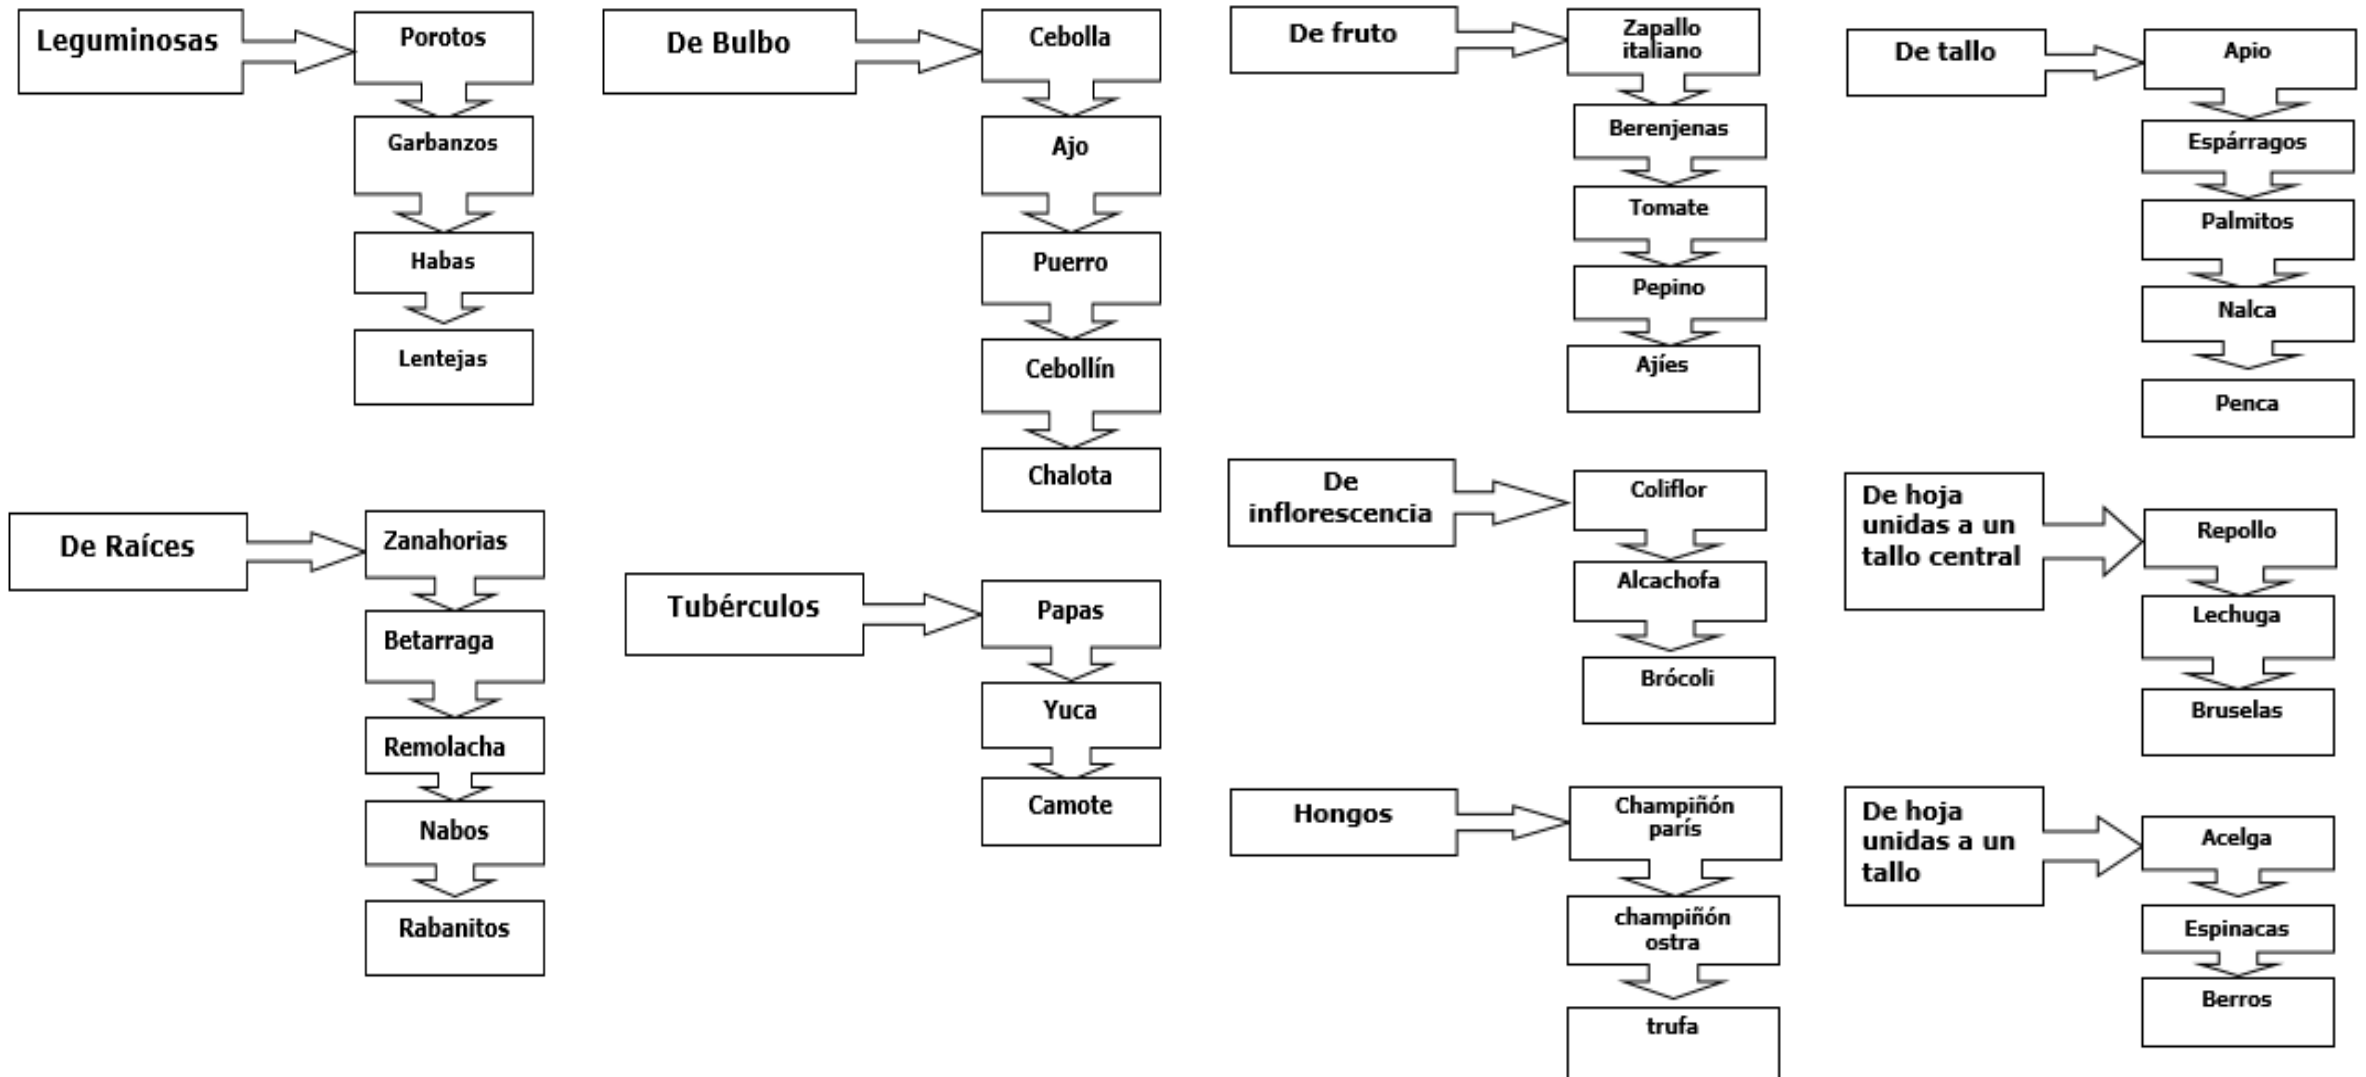 Leguminosas
Porotos
Garbanzos
Habas
Lentejas
De Raíces
Zanahorias
Betarraga
Remolacha
Nabos
Rabanitos
De Bulbo
Cebolla
Ajo
Puerro
Cebollín
Chalota
Tubérculos
Papas
Yuca
Camote
De fruto
Zapallo
italiano
Berenjenas
Tomate
Pepino
Ajíes
De
inflorescencia
Coliflor
Alcachofa
Brócoli
Hongos
Champiñón
parís
champiñón
ostra
trufa
De tallo
Apio
Espárragos
Palmitos
Nalca
Penca
De hoja
unidas a un
tallo central
Repollo
Lechuga
Bruselas
De hoja
unidas a un
tallo
Acelga
Espinacas
Berros